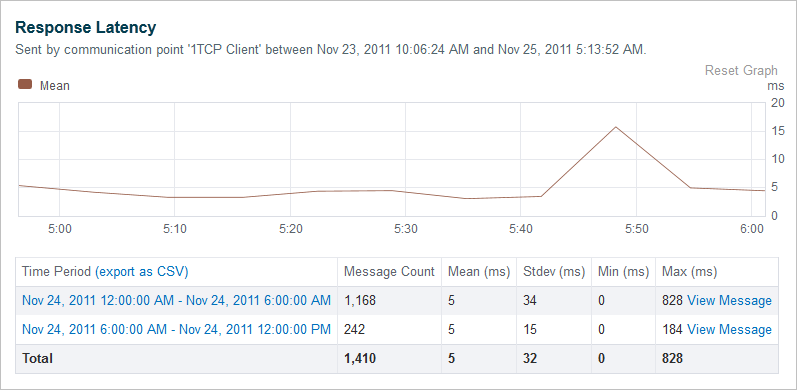 Response Latency
Sent by communication point '1TCP Client' between Nov 23, 2011 10:06:24 AM and Nov 25, 2011 5:13:52 AM.
Reset Graph
Mean
ms
20
15
10
5
0
5:00 5:10 5:20 5:30 5:40 5:50 6:00
Time Period (export as CSV) Message Count Mean (ms) Stdev (ms) Min (ms) Max (ms)
Nov 24, 2011 12:00:00 AM - Nov 24, 2011 6:00:00 AM 1,168 5 34 0 828 View Message
Nov 24, 2011 6:00:00 AM - Nov 24, 2011 12:00:00 PM 242 5 15 0 184 View Message
Total 1,410 5 32 0 828